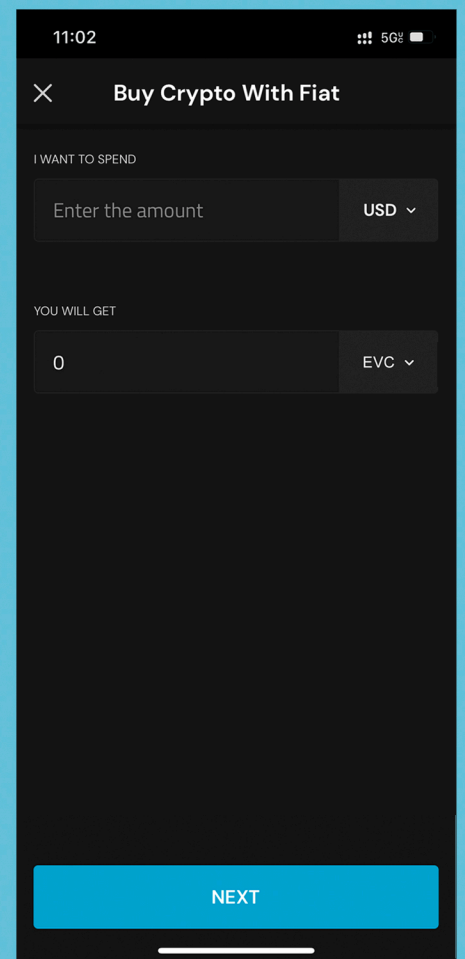 11:02
5G
Buy Crypto With Fiat
I WANT TO SPEND
Enter the amount
USD
YOU WILL GET
0
EVC
NEXT